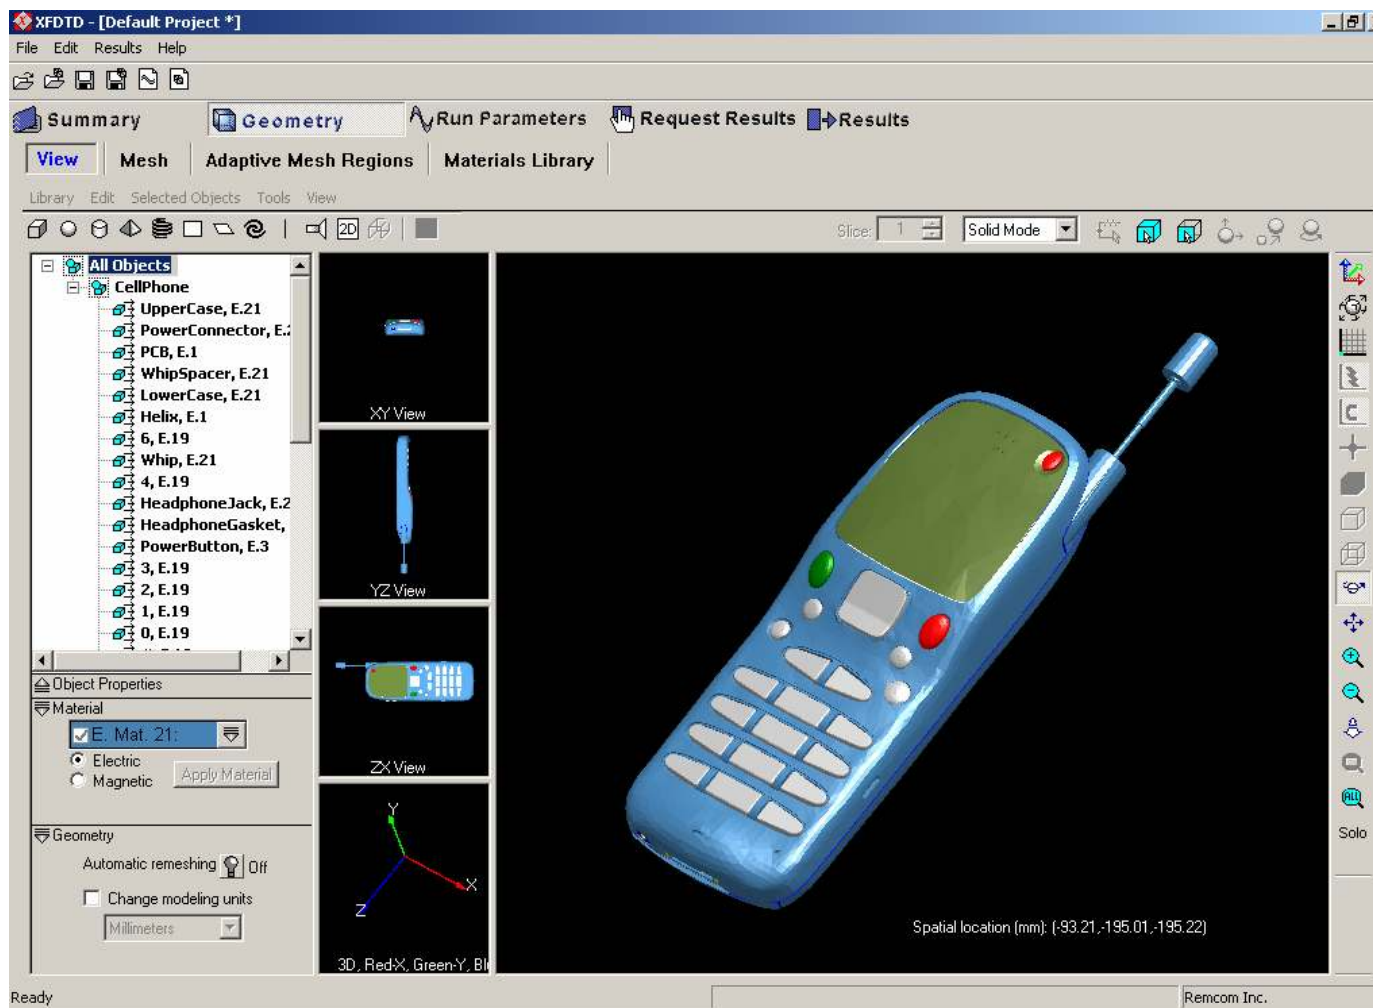 XFDTD - [Default Project *]
File Edit Results Help
Summary Geometry Run Parameters Request Results Results
View Mesh Adaptive Mesh Regions Materials Library
Library Edit Selected Objects Tools View
2D Slice: 1 Solid Mode
All Objects
CellPhone
UpperCase, E.21
PowerConnector, E.
PCB, E.1
WhipSpacer, E.21
LowerCase, E.21
Helix, E.1
6, E.19
Whip, E.21
4, E.19
HeadphoneJack, E.2
HeadphoneGasket,
PowerButton, E.3
3, E.19
2, E.19
1, E.19
0, E.19
Object Properties
Material
E. Mat. 21:
Electric
Magnetic
Apply Material
Geometry
Automatic remeshing Off
Change modeling units
Millimeters
XY View
YZ View
ZX View
Y
X
Z
3D, Red-X, Green-Y, Bl
Spatial location (mm): (-93.21,-195.01,-195.22)
C
ALL
Solo
Ready
Remcom Inc.